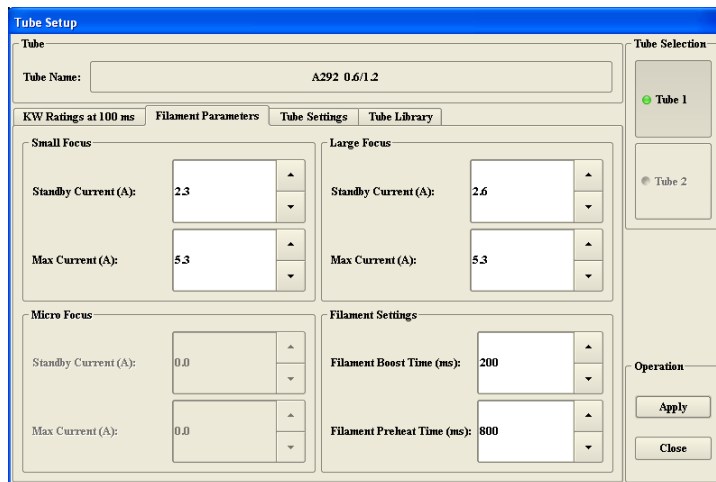 Tube Setup
Tube
Tube Name: A292 0.6/1.2
KW Ratings at 100 ms Filament Parameters Tube Settings Tube Library
Small Focus
Standby Current (A): 2.3
Max Current (A): 5.3
Large Focus
Standby Current (A): 2.6
Max Current (A): 5.3
Micro Focus
Standby Current (A): 0.0
Max Current (A): 0.0
Filament Settings
Filament Boost Time (ms): 200
Filament Preheat Time (ms): 800
Tube Selection
Tube 1
Tube 2
Operation
Apply
Close